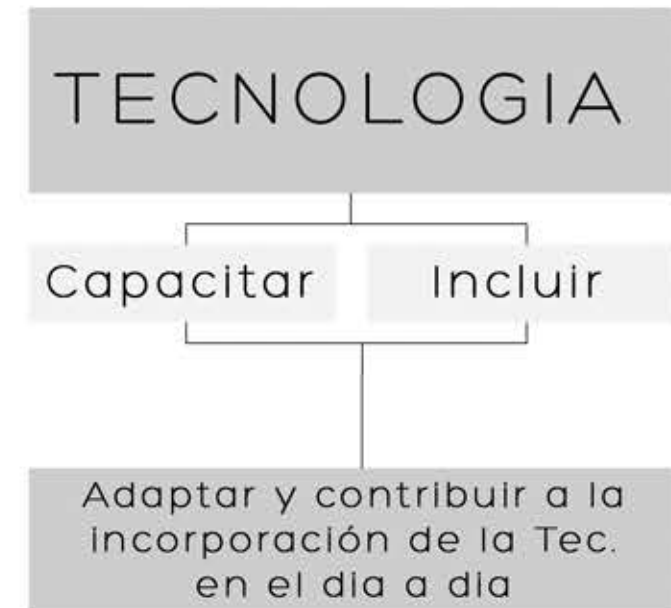 TECNOLOGIA
Capacitar
Incluir
Adaptar y contribuir a la
incorporación de la Tec.
en el dia a dia